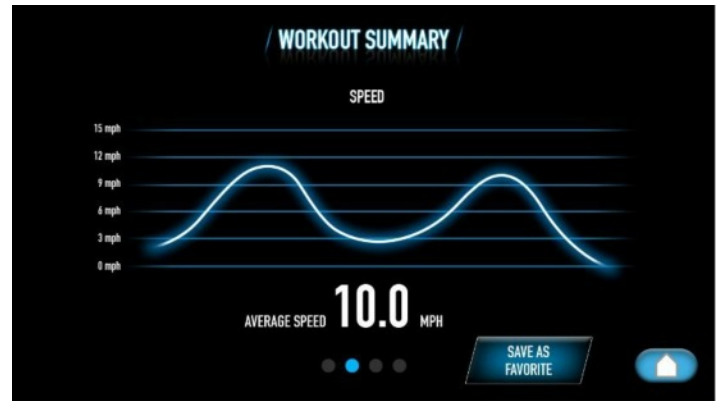 / WORKOUT SUMMARY /
SPEED
15 mph
12 mph
9 mph
6 mph
3 mph
0 mph
AVERAGE SPEED 10.0 MPH
SAVE AS
FAVORITE